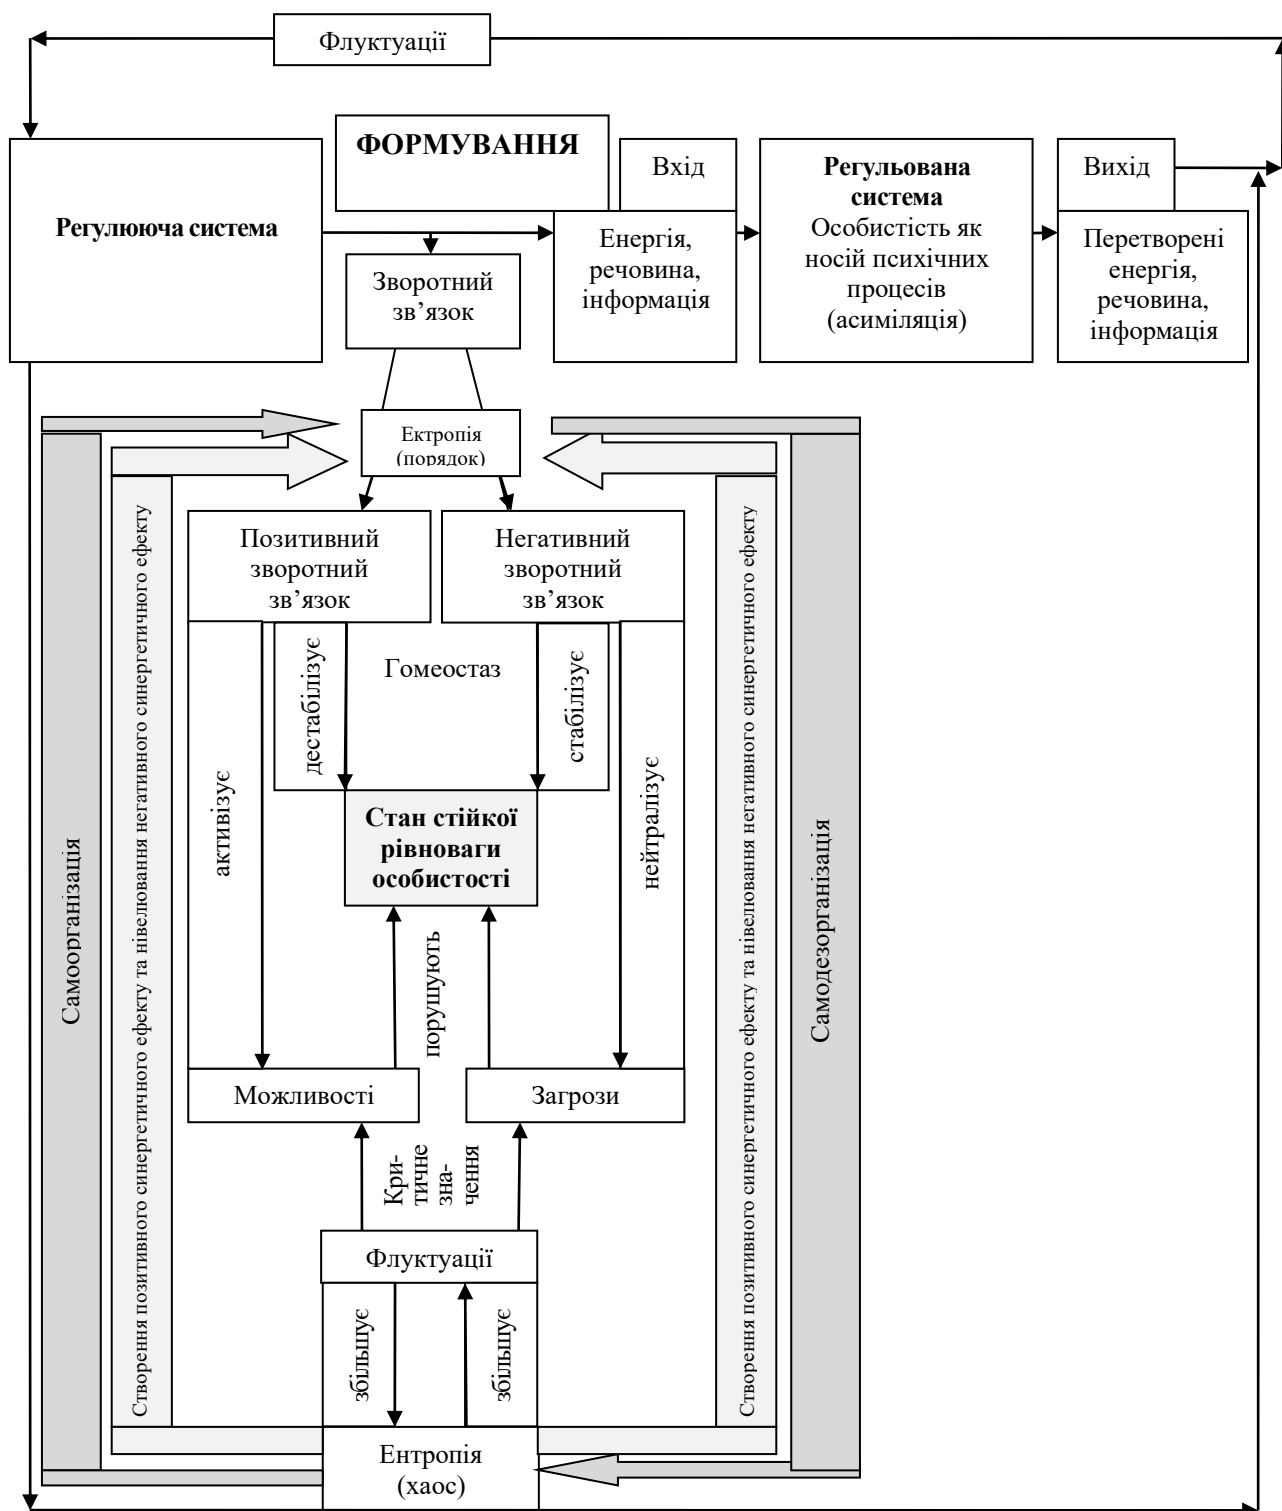 Флуктуації
ФОРМУВАННЯ
Регулююча система
Вхід
Енергія,
речовина,
інформація
Регульована
система
Особистість як
носій психічних
процесів
(асиміляція)
Вихід
Перетворені
енергія,
речовина,
інформація
Зворотний
зв’язок
Ектропія
(порядок)
Позитивний
зворотний
зв’язок
Негативний
зворотний
зв’язок
Самоорганізація
Створення позитивного синергетичного ефекту та нівелювання негативного синергетичного ефекту
активізує
дестабілізує
Гомеостаз
стабілізує
нейтралізує
Створення позитивного синергетичного ефекту та нівелювання негативного синергетичного ефекту
Самодезорганізація
Стан стійкої
рівноваги
особистості
порушують
Можливості
Загрози
Кри-
тичне
зна-
чення
Флуктуації
збільшує
збільшує
Ентропія
(хаос)